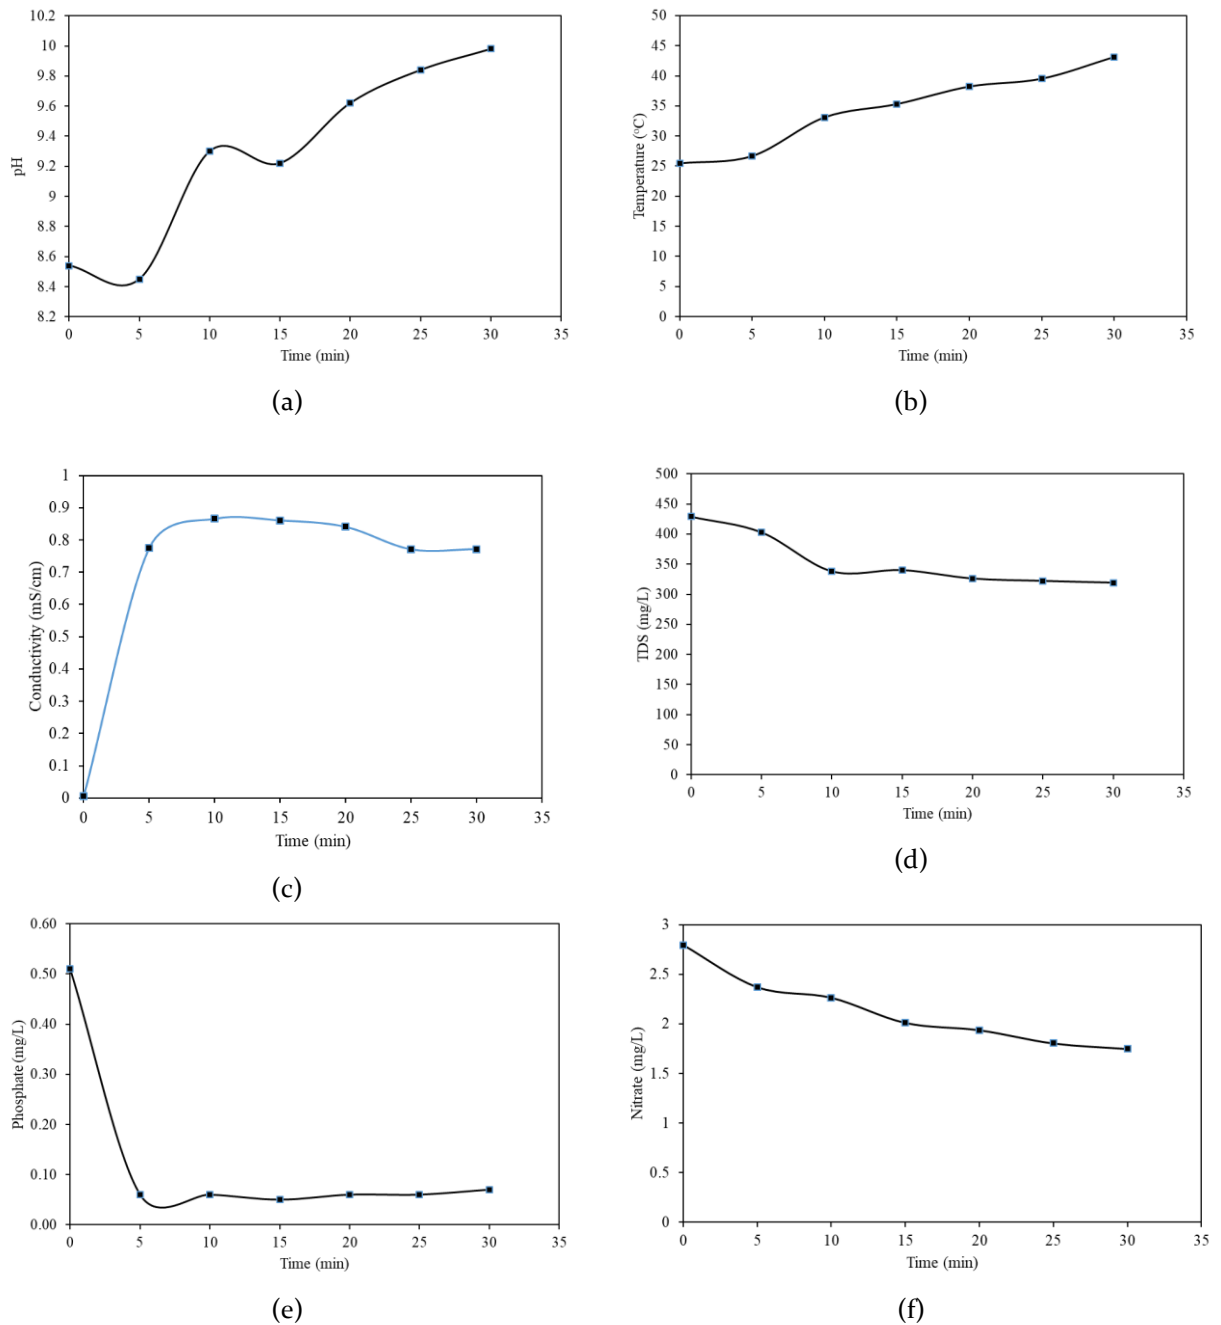 10.2
10
9.8
9.6
9.4
9.2
9
8.8
8.6
8.4
8.2
pH
0 5 10 15 20 25 30 35
Time (min)
(a)
50
45
40
35
30
25
20
15
10
5
0
Temperature (°C)
0 5 10 15 20 25 30 35
Time (min)
(b)
1
0.9
0.8
0.7
0.6
0.5
0.4
0.3
0.2
0.1
0
Conductivity (mS/cm)
0 5 10 15 20 25 30 35
Time (min)
(c)
500
450
400
350
300
250
200
150
100
50
0
TDS (mg/L)
0 5 10 15 20 25 30 35
Time (min)
(d)
0.60
0.50
0.40
0.30
0.20
0.10
0.00
Phosphate (mg/L)
0 5 10 15 20 25 30 35
Time (min)
(e)
3
2.5
2
1.5
1
0.5
0
Nitrate (mg/L)
0 5 10 15 20 25 30 35
Time (min)
(f)